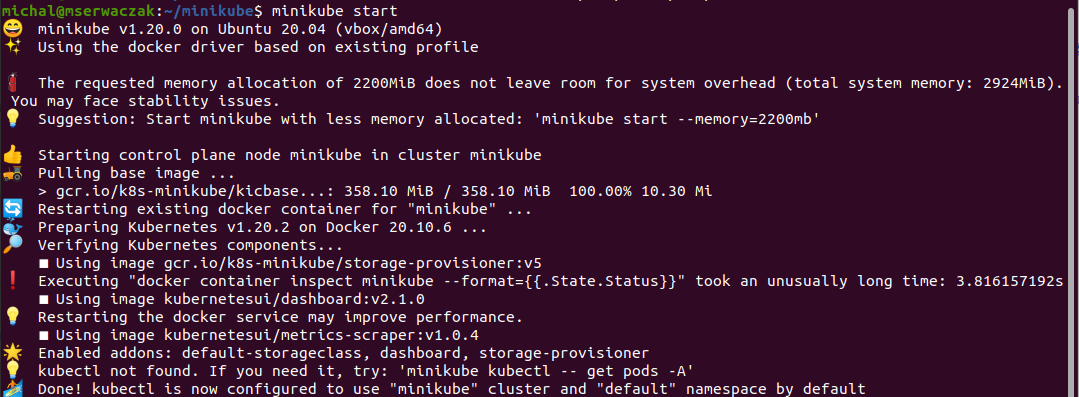 michal@mserwaczak:~/minikube$ minikube start
😄 minikube v1.20.0 on Ubuntu 20.04 (vbox/amd64)
✨ Using the docker driver based on existing profile
🧯 The requested memory allocation of 2200MiB does not leave room for system overhead (total system memory: 2924MiB).
You may face stability issues.
💡 Suggestion: Start minikube with less memory allocated: 'minikube start --memory=2200mb'
👍 Starting control plane node minikube in cluster minikube
🚜 Pulling base image ...
> gcr.io/k8s-minikube/kicbase...: 358.10 MiB / 358.10 MiB 100.00% 10.30 Mi
🔄 Restarting existing docker container for "minikube" ...
🐳 Preparing Kubernetes v1.20.2 on Docker 20.10.6 ...
🔎 Verifying Kubernetes components...
▪ Using image gcr.io/k8s-minikube/storage-provisioner:v5
❗ Executing "docker container inspect minikube --format={{.State.Status}}" took an unusually long time: 3.816157192s
▪ Using image kubernetesui/dashboard:v2.1.0
💡 Restarting the docker service may improve performance.
▪ Using image kubernetesui/metrics-scraper:v1.0.4
🌟 Enabled addons: default-storageclass, dashboard, storage-provisioner
💡 kubectl not found. If you need it, try: 'minikube kubectl -- get pods -A'
🏄 Done! kubectl is now configured to use "minikube" cluster and "default" namespace by default